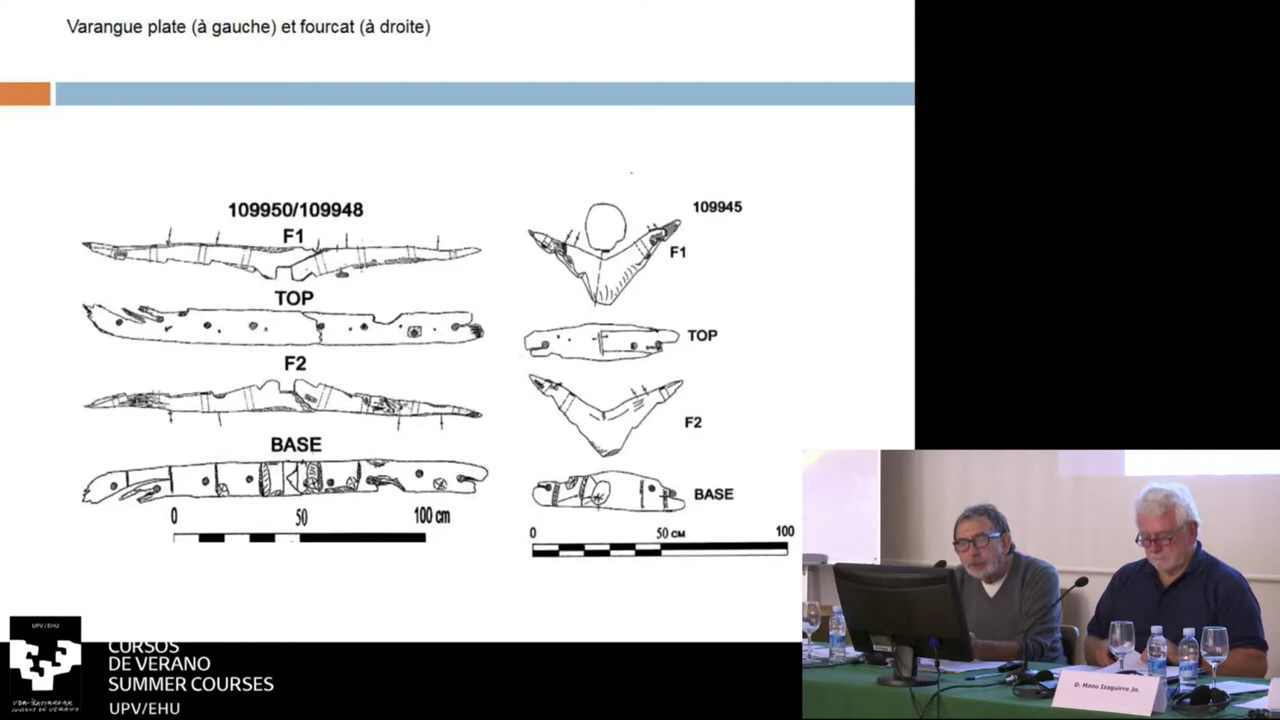 Varangue plate (à gauche) et fourcat (à droite)
109950/109948
F1
TOP
F2
BASE
0 50 100 cm
109945
F1
TOP
F2
BASE
0 50 CM 100
UPV/EHU
CURSOS
DE VERANO
SUMMER COURSES
UPV/EHU
D. Manu Izaguirre Jn.